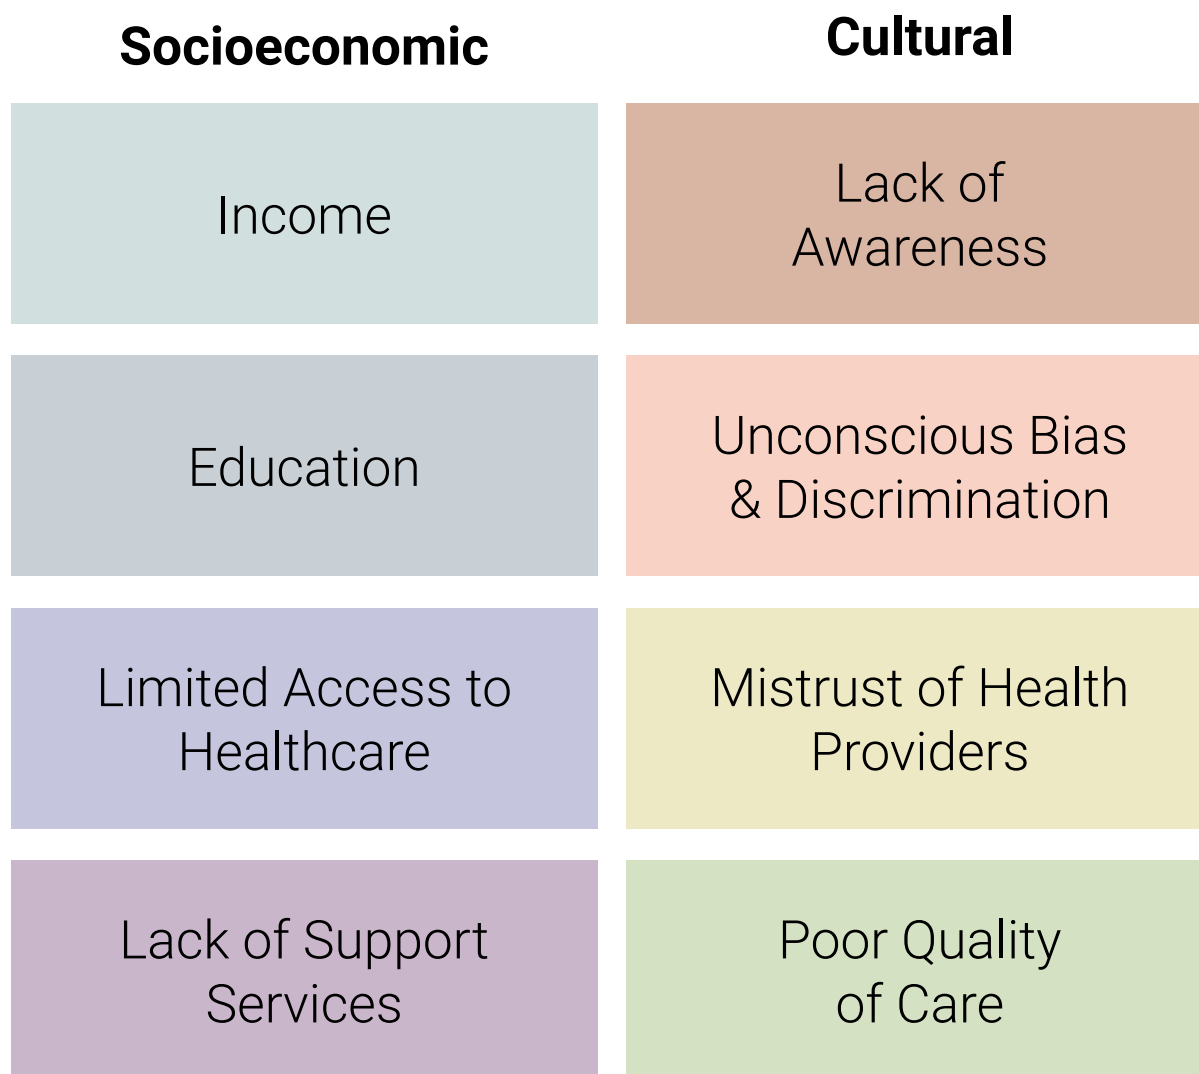 Socioeconomic
Cultural
Income
Lack of
Awareness
Education
Unconscious Bias
& Discrimination
Limited Access to
Healthcare
Mistrust of Health
Providers
Lack of Support
Services
Poor Quality
of Care